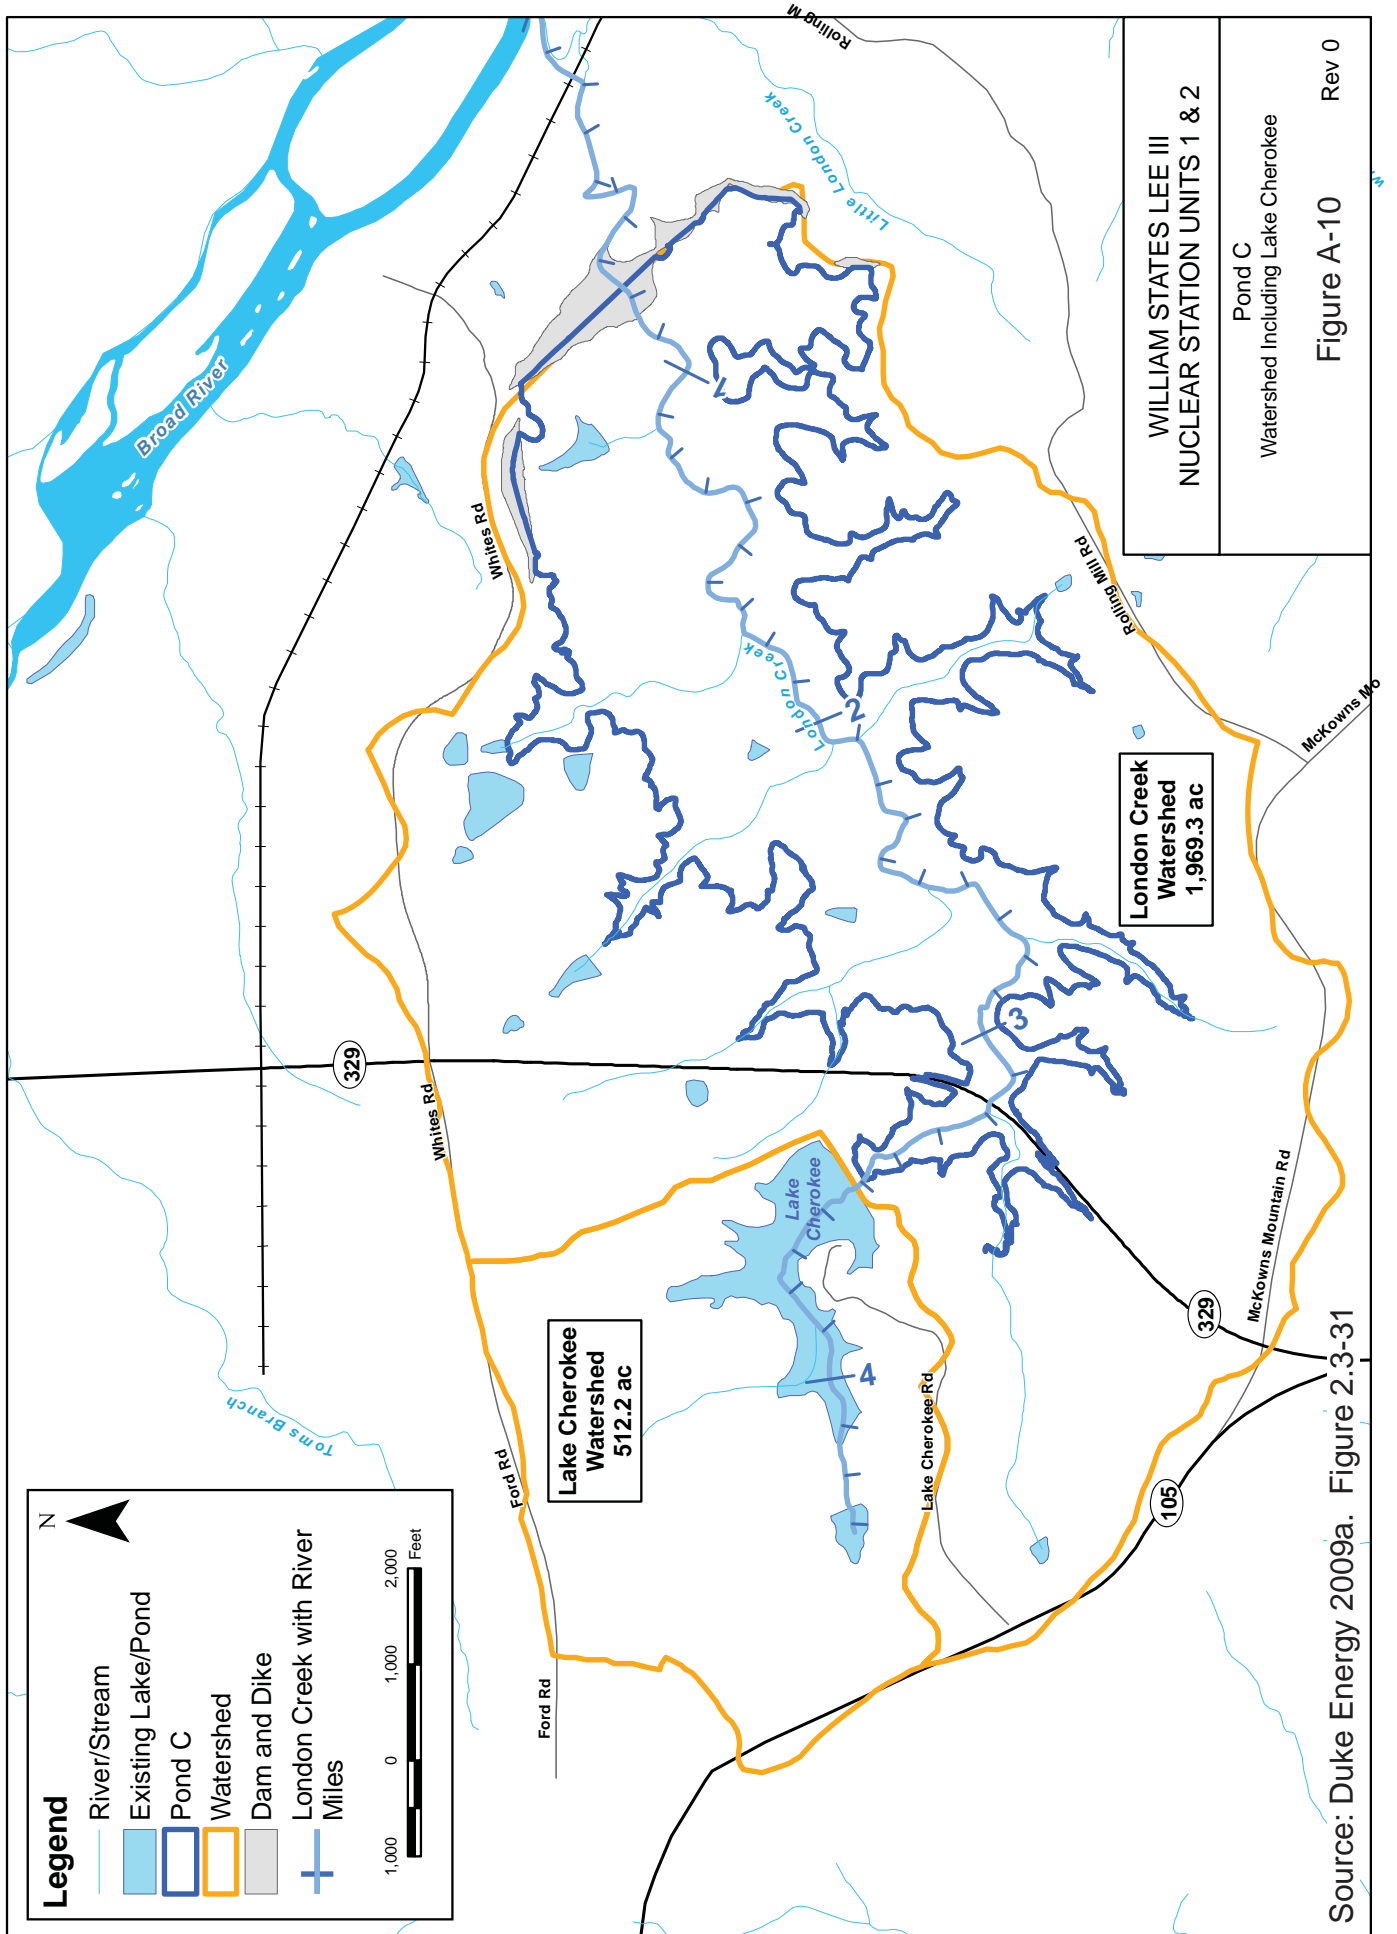 Legend
River/Stream
Existing Lake/Pond
Pond C
Watershed
Dam and Dike
London Creek with River
Miles
N
1,000
0
1,000
2,000
Feet
Broad River
Toms Branch
Whites Rd
Whites Rd
329
Ford Rd
Ford Rd
Lake Cherokee
Watershed
512.2 ac
Lake
Cherokee
Lake Cherokee Rd
4
3
2
1
London Creek
London Creek
Little London Creek
Rolling M
Rolling Mill Rd
McKowns Mo
London Creek
Watershed
1,969.3 ac
McKowns Mountain Rd
329
105
WILLIAM STATES LEE III
NUCLEAR STATION UNITS 1 & 2
Pond C
Watershed Including Lake Cherokee
Figure A-10
Rev 0
Source: Duke Energy 2009a. Figure 2.3-31